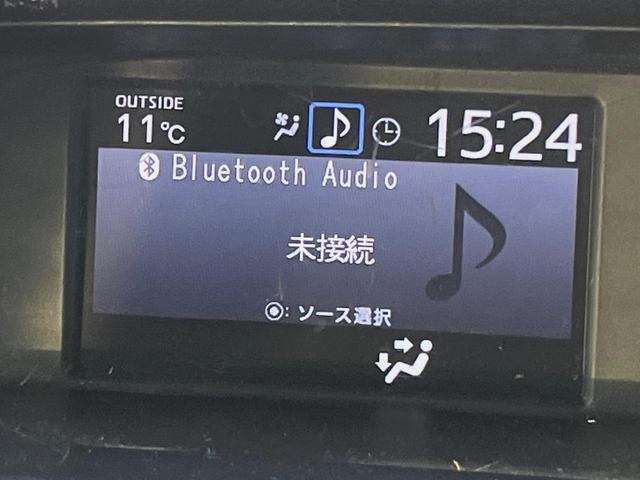 OUTSIDE
11℃
15:24
Bluetooth Audio
未接続
◉: ソース選択